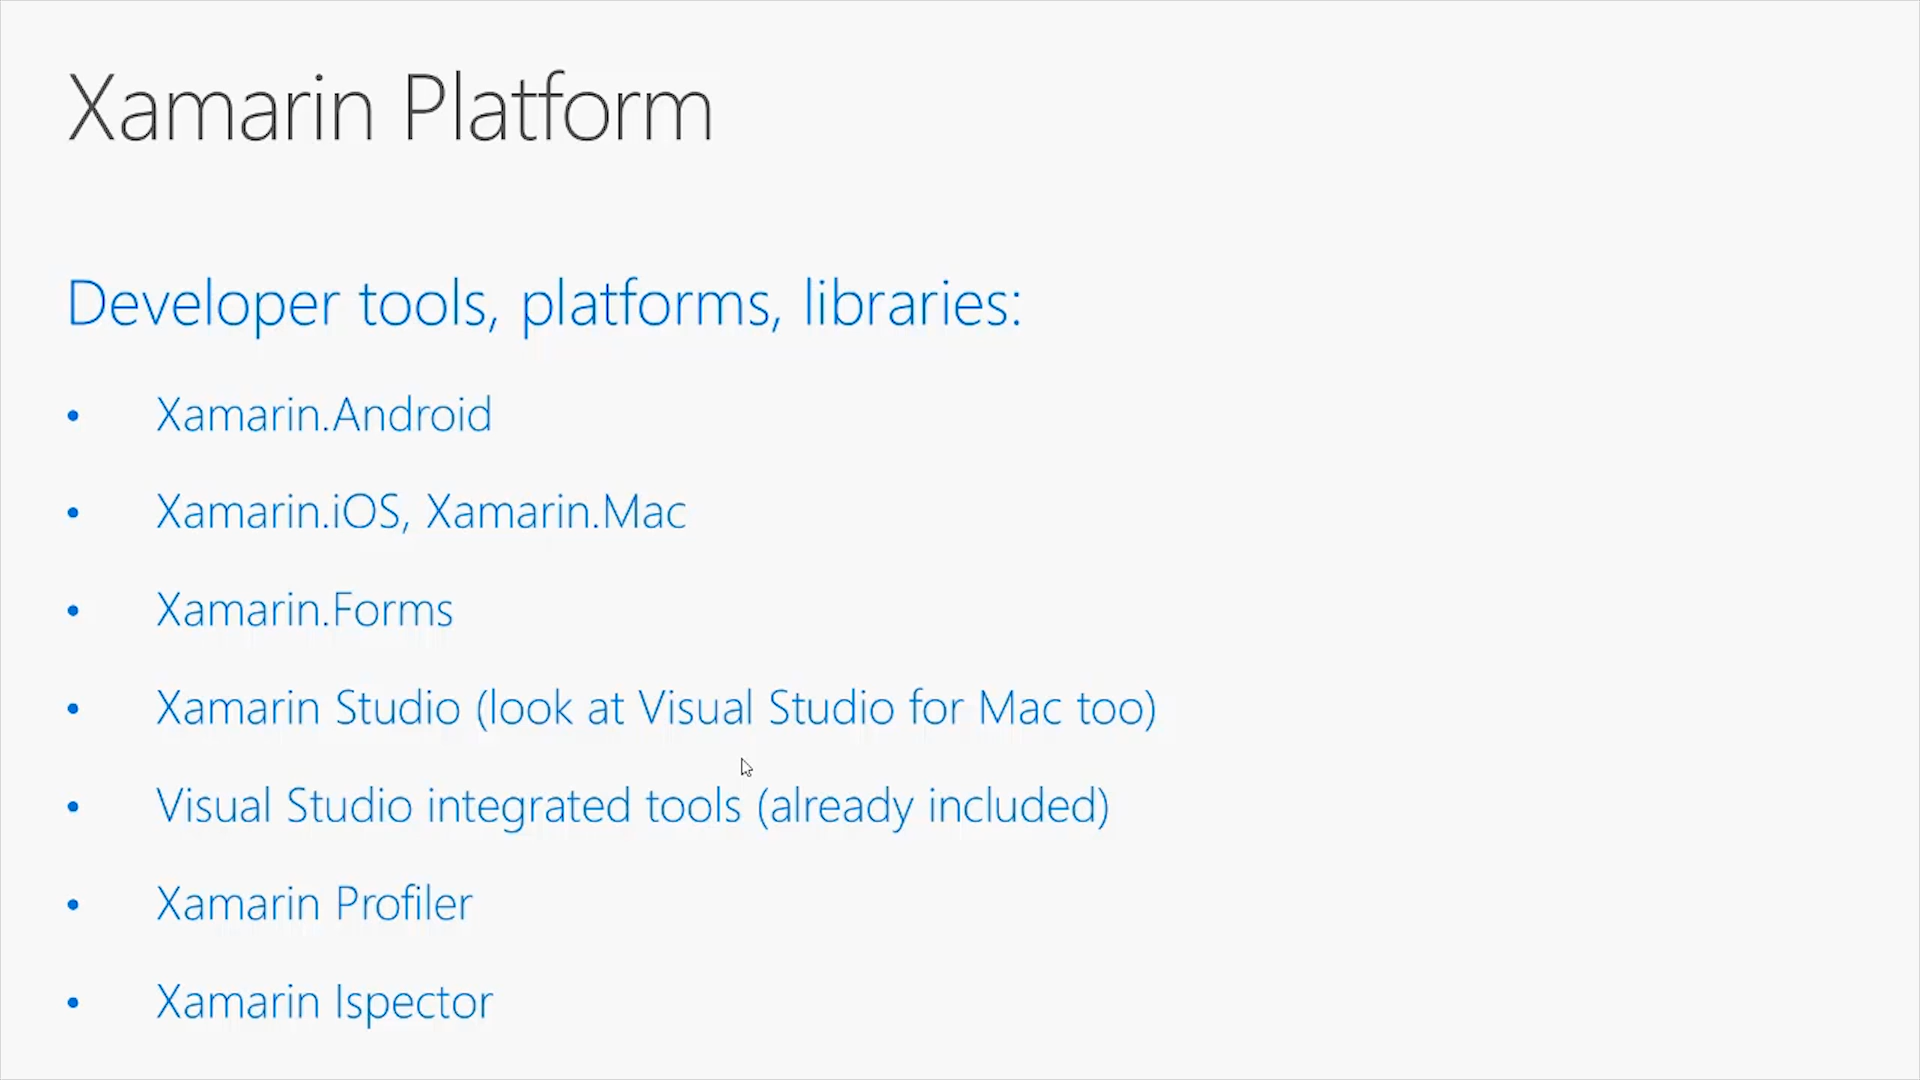 Xamarin Platform
Developer tools, platforms, libraries:
• Xamarin.Android
• Xamarin.iOS, Xamarin.Mac
• Xamarin.Forms
• Xamarin Studio (look at Visual Studio for Mac too)
• Visual Studio integrated tools (already included)
• Xamarin Profiler
• Xamarin Ispector